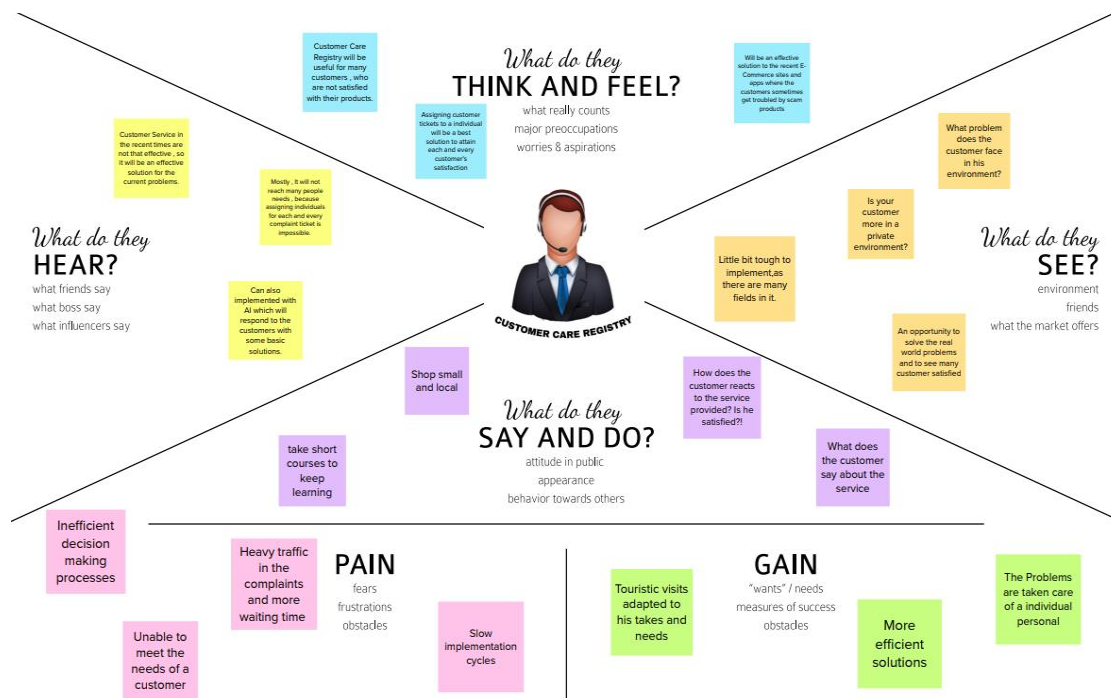 What do they
THINK AND FEEL?
what really counts
major preoccupations
worries & aspirations
Customer Care
Registry will be
useful for many
customers , who
are not satisfied
with their products.
Assigning customer
tickets to a individual
will be a best
solution to attain
each and every
customer's
satisfaction
Will be an effective
solution to the recent E-
Commerce sites and
apps where the
customers sometimes
get troubled by scam
products
What do they
HEAR?
what friends say
what boss say
what influencers say
Customer Service in
the recent times are
not that effective , so
it will be an effective
solution for the
current problems.
Mostly , It will not
reach many people
needs , because
assigning individuals
for each and every
complaint ticket is
impossible.
Can also
implemented with
AI which will
respond to the
customers with
some basic
solutions.
CUSTOMER CARE REGISTRY
What do they
SEE?
environment
friends
what the market offers
What problem
does the
customer face
in his
environment?
Is your
customer
more in a
private
environment?
Little bit tough to
implement,as
there are many
fields in it.
An opportunity to
solve the real
world problems
and to see many
customer satisfied
What do they
SAY AND DO?
attitude in public
appearance
behavior towards others
Shop small
and local
take short
courses to
keep
learning
How does the
customer reacts
to the service
provided? Is he
satisfied?!
What does
the customer
say about the
service
PAIN
fears
frustrations
obstacles
Inefficient
decision
making
processes
Heavy traffic
in the
complaints
and more
waiting time
Unable to
meet the
needs of a
customer
Slow
implementation
cycles
GAIN
"wants" / needs
measures of success
obstacles
Touristic visits
adapted to
his takes and
needs
More
efficient
solutions
The Problems
are taken care
of a individual
personal